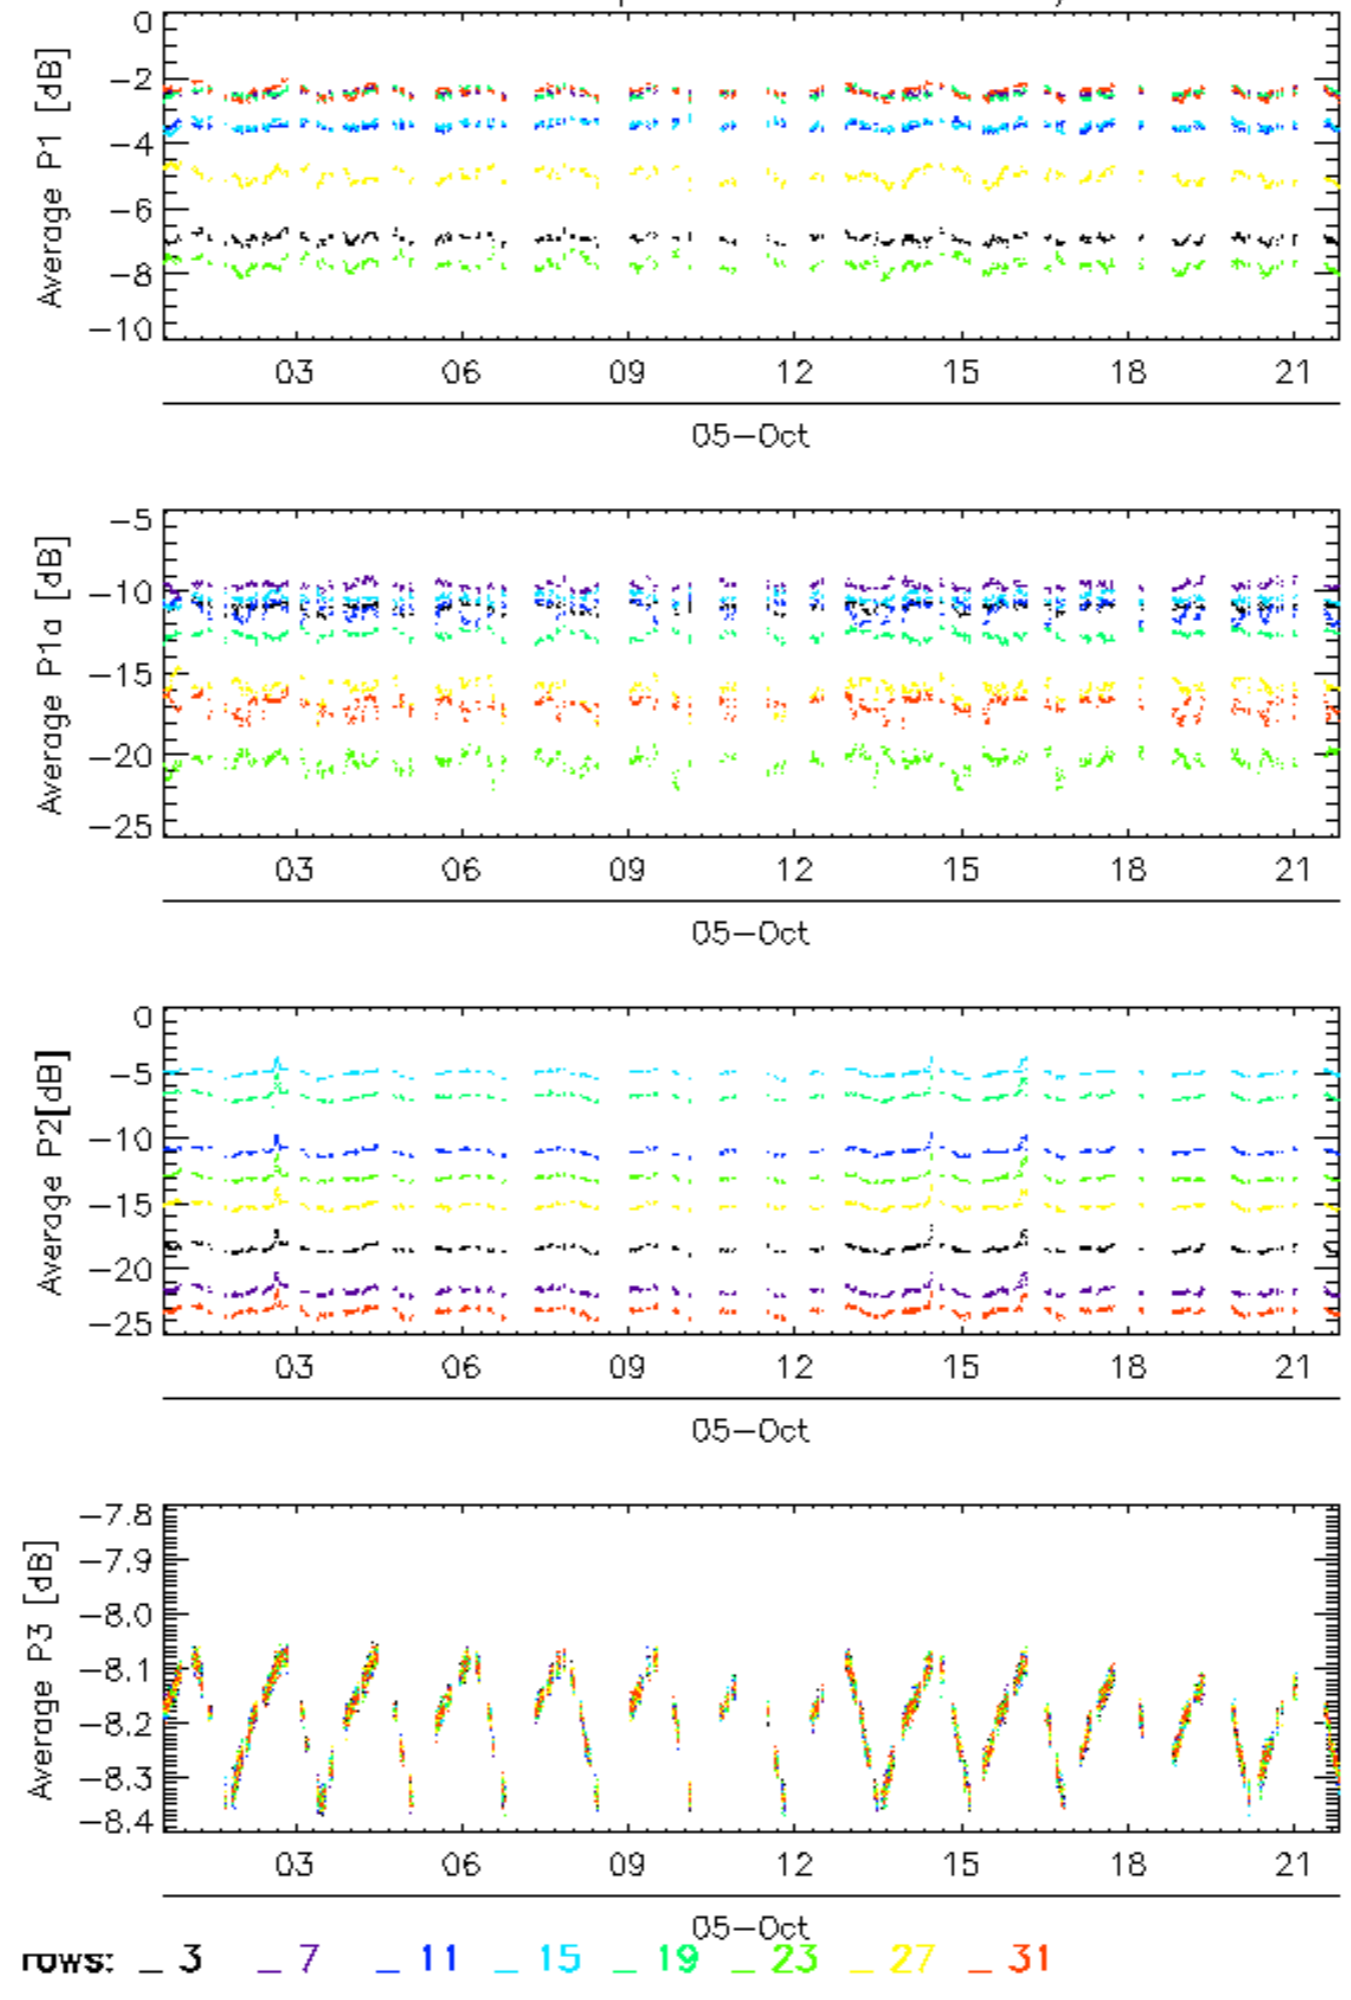 0
-2
-4
-6
-8
-10
Average P1 [dB]
03 06 09 12 15 18 21
05-Oct
-5
-10
-15
-20
-25
Average P1a [dB]
03 06 09 12 15 18 21
05-Oct
0
-5
-10
-15
-20
-25
Average P2[dB]
03 06 09 12 15 18 21
05-Oct
-7.8
-7.9
-8.0
-8.1
-8.2
-8.3
-8.4
Average P3 [dB]
03 06 09 12 15 18 21
05-Oct
rows: _ 3 _ 7 _ 11 _ 15 _ 19 _ 23 _ 27 _ 31